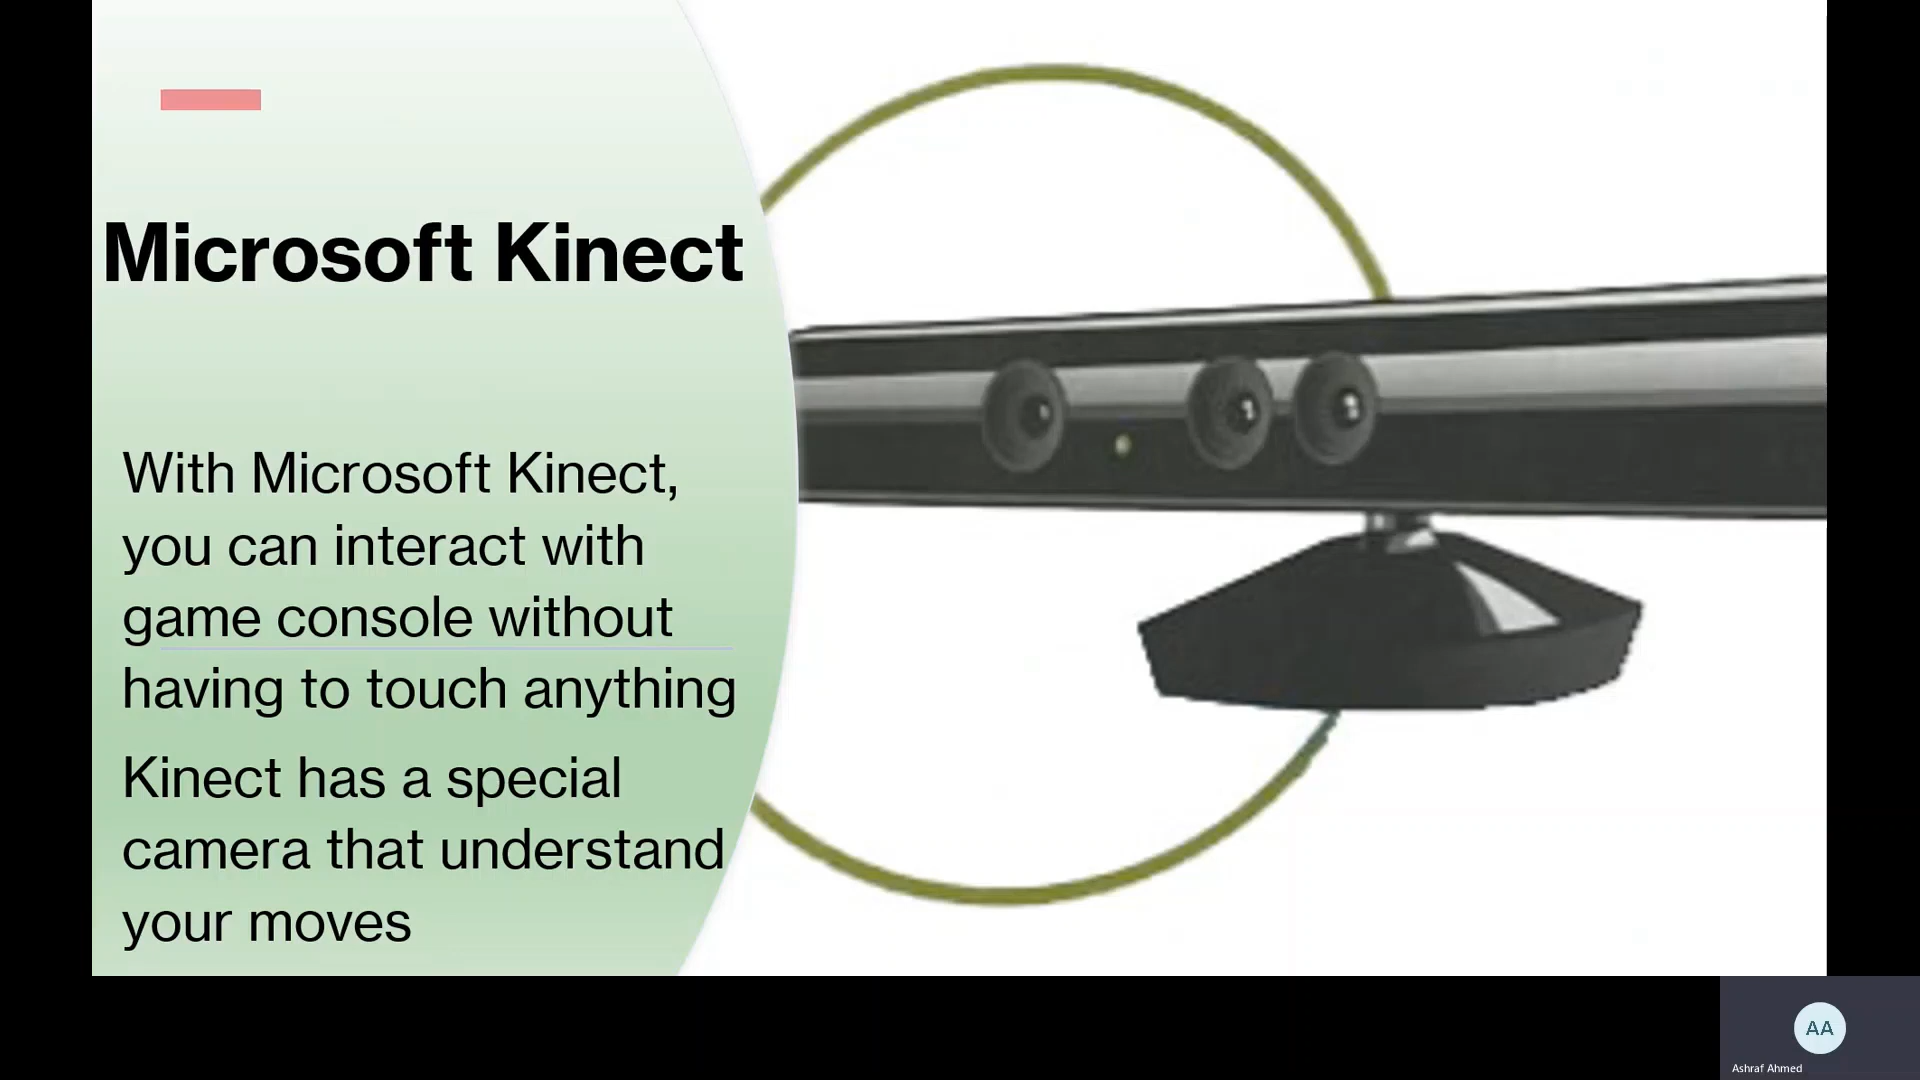 Microsoft Kinect
With Microsoft Kinect,
you can interact with
game console without
having to touch anything
Kinect has a special
camera that understand
your moves
AA
Ashraf Ahmed